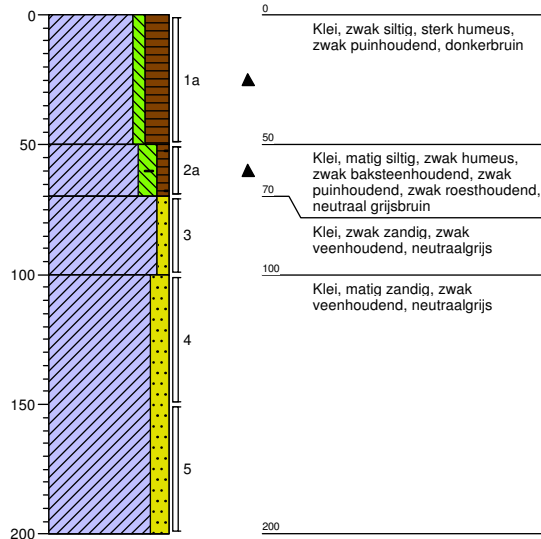 0
50
100
150
200
1a
2a
3
4
5
0
Klei, zwak siltig, sterk humeus,
zwak puinhoudend, donkerbruin
50
Klei, matig siltig, zwak humeus,
zwak baksteenhoudend, zwak
puinhoudend, zwak roesthoudend,
neutraal grijsbruin
70
Klei, zwak zandig, zwak
veenhoudend, neutraalgrijs
100
Klei, matig zandig, zwak
veenhoudend, neutraalgrijs
200